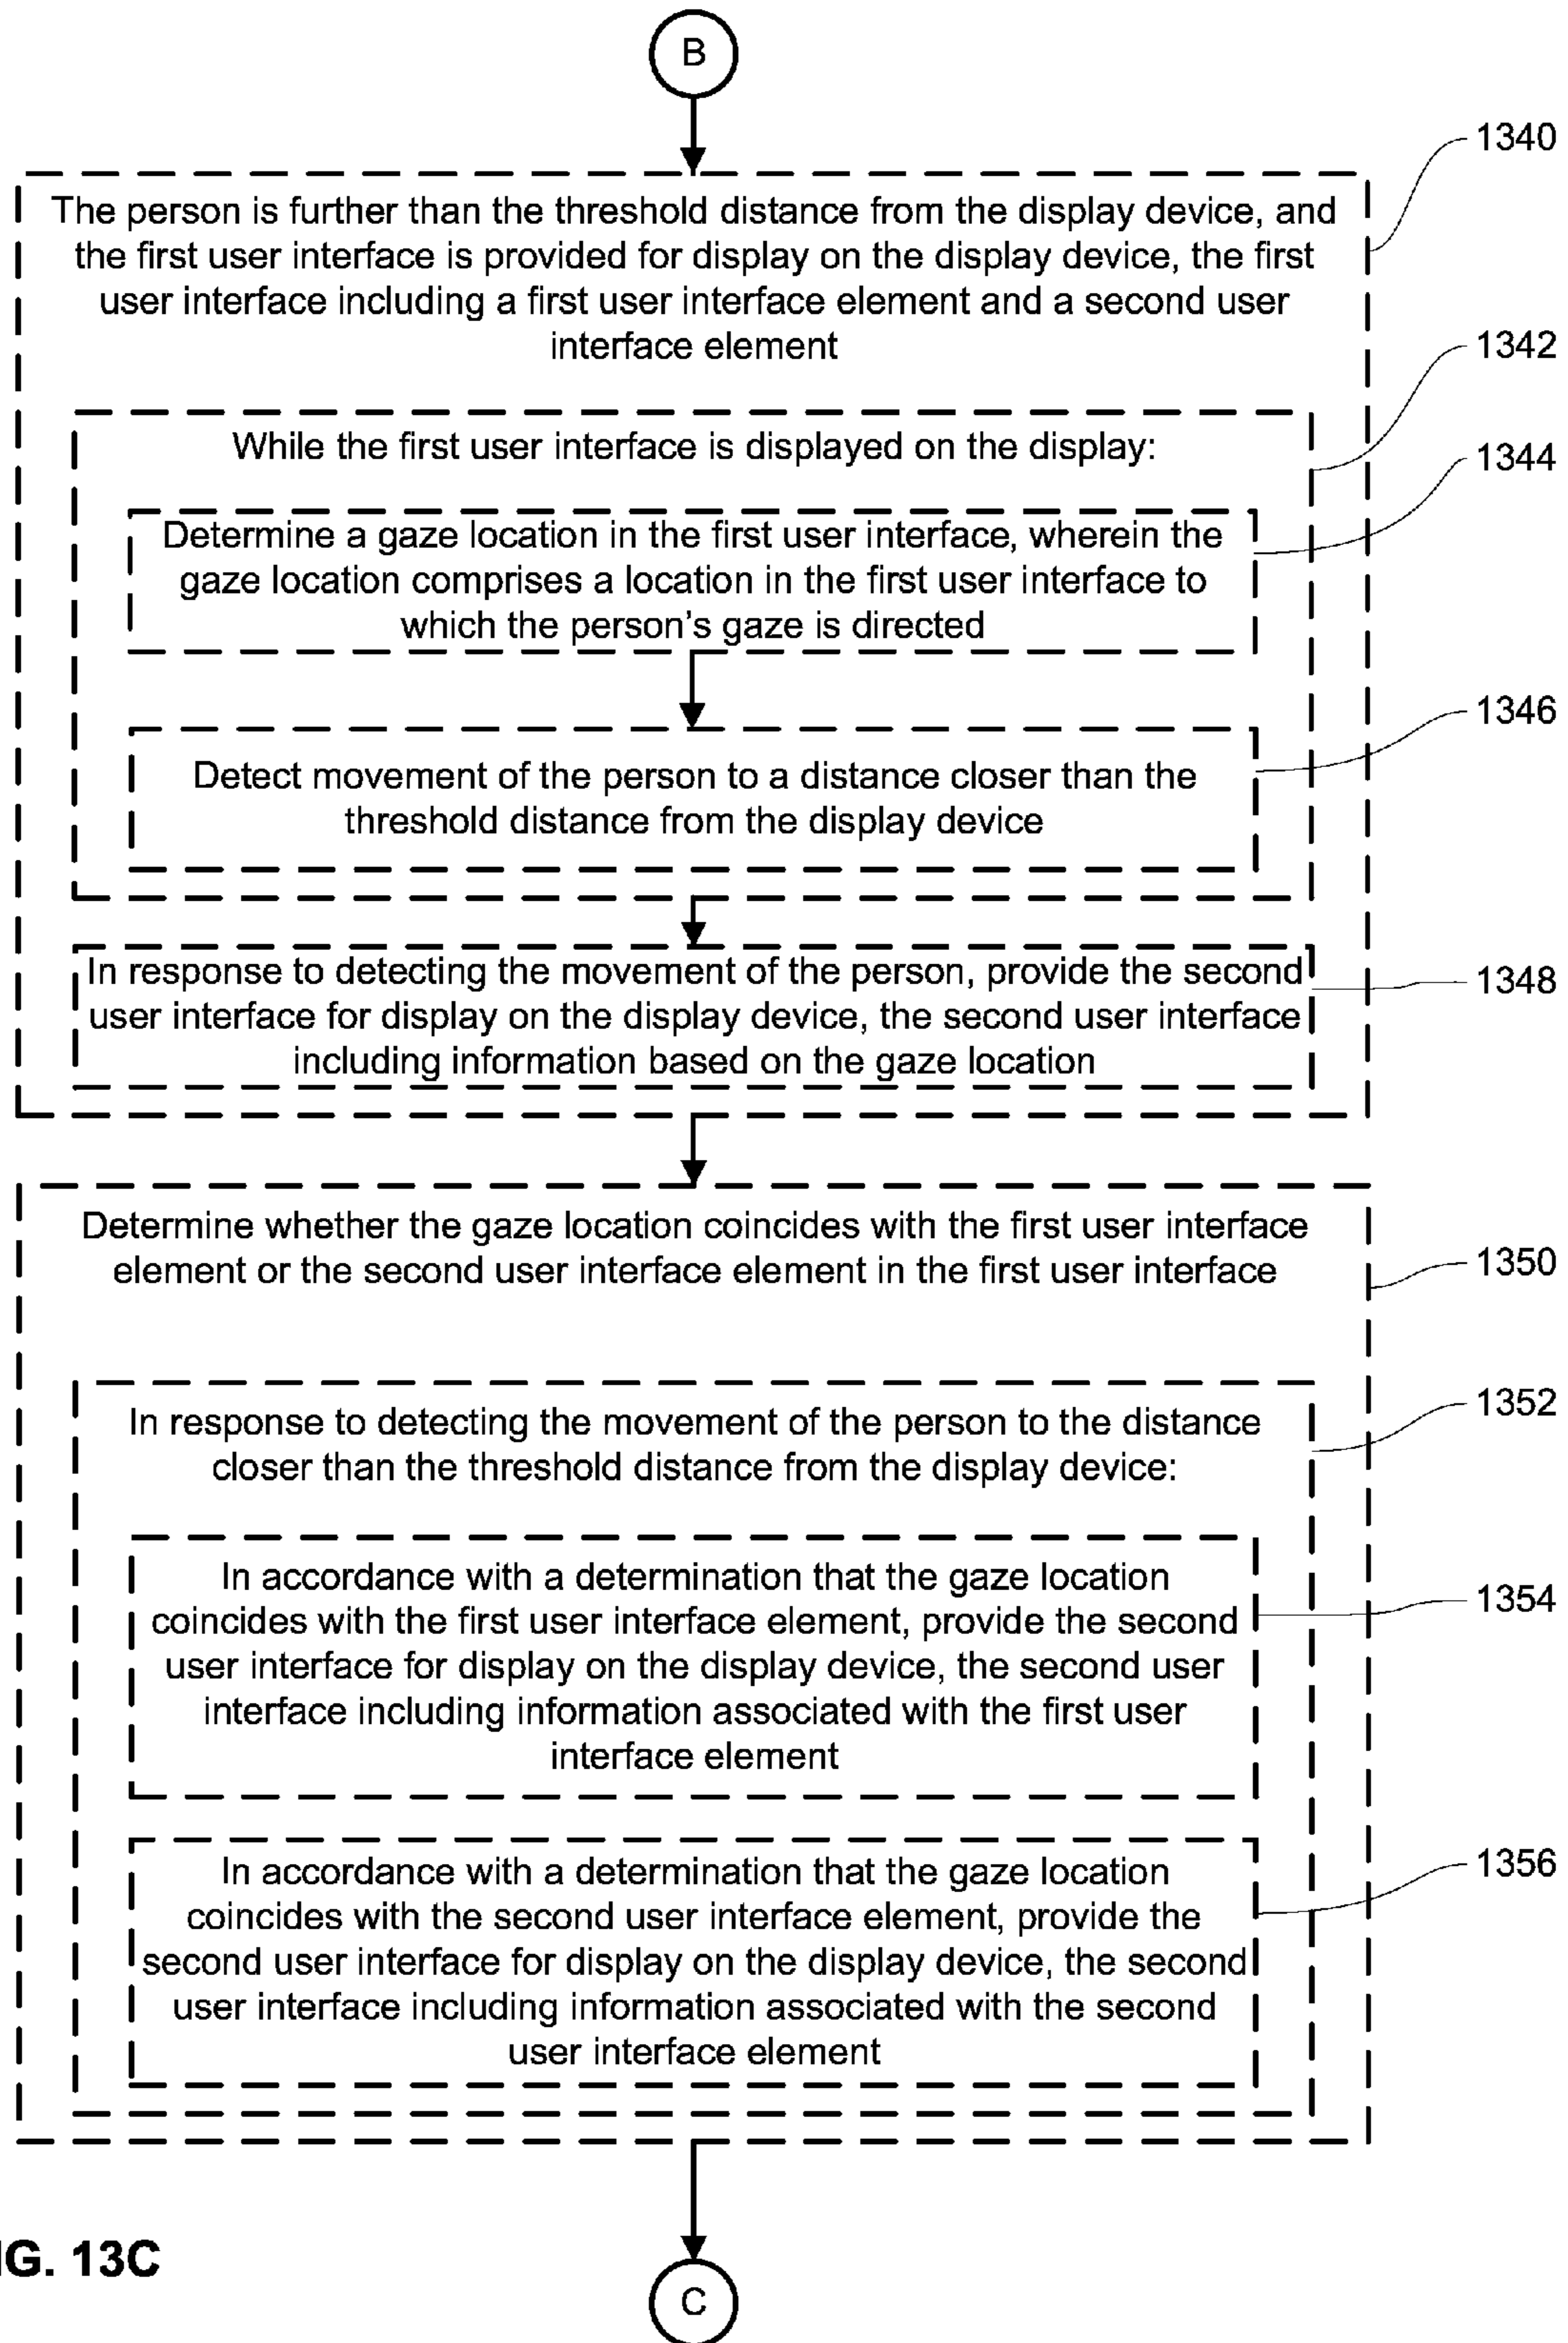 B
1340
The person is further than the threshold distance from the display device, and
the first user interface is provided for display on the display device, the first
user interface including a first user interface element and a second user
interface element
1342
While the first user interface is displayed on the display:
1344
Determine a gaze location in the first user interface, wherein the
gaze location comprises a location in the first user interface to
which the person's gaze is directed
1346
Detect movement of the person to a distance closer than the
threshold distance from the display device
In response to detecting the movement of the person, provide the second
user interface for display on the display device, the second user interface
including information based on the gaze location
1348
Determine whether the gaze location coincides with the first user interface
element or the second user interface element in the first user interface
1350
In response to detecting the movement of the person to the distance
closer than the threshold distance from the display device:
1352
In accordance with a determination that the gaze location
coincides with the first user interface element, provide the second
user interface for display on the display device, the second user
interface including information associated with the first user
interface element
1354
In accordance with a determination that the gaze location
coincides with the second user interface element, provide the
second user interface for display on the display device, the second
user interface including information associated with the second
user interface element
1356
G. 13C
C